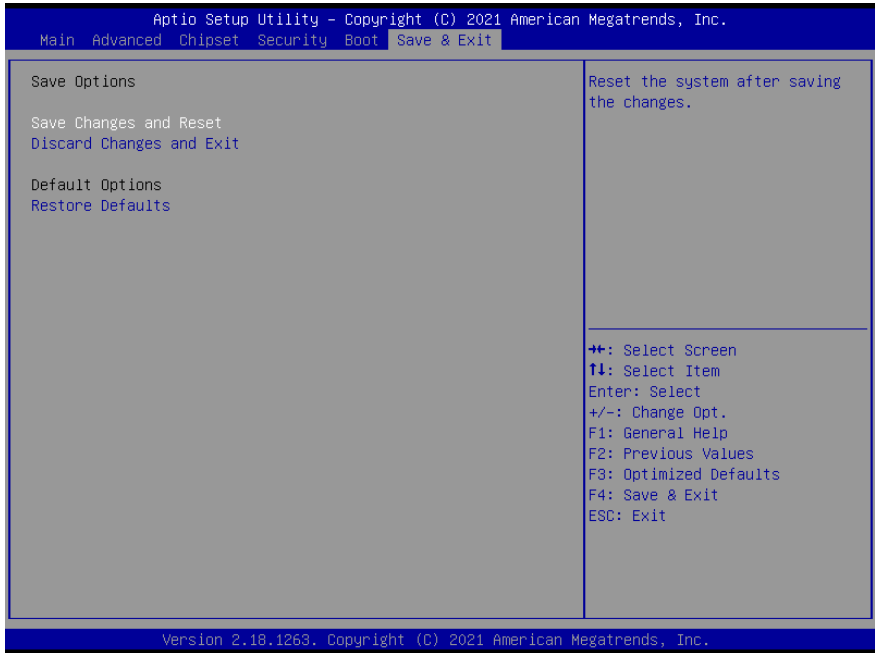 Aptio Setup Utility – Copyright (C) 2021 American Megatrends, Inc.
Main Advanced Chipset Security Boot Save & Exit
Save Options
Save Changes and Reset
Discard Changes and Exit
Default Options
Restore Defaults
Reset the system after saving
the changes.
→←: Select Screen
↑↓: Select Item
Enter: Select
+/-: Change Opt.
F1: General Help
F2: Previous Values
F3: Optimized Defaults
F4: Save & Exit
ESC: Exit
Version 2.18.1263. Copyright (C) 2021 American Megatrends, Inc.